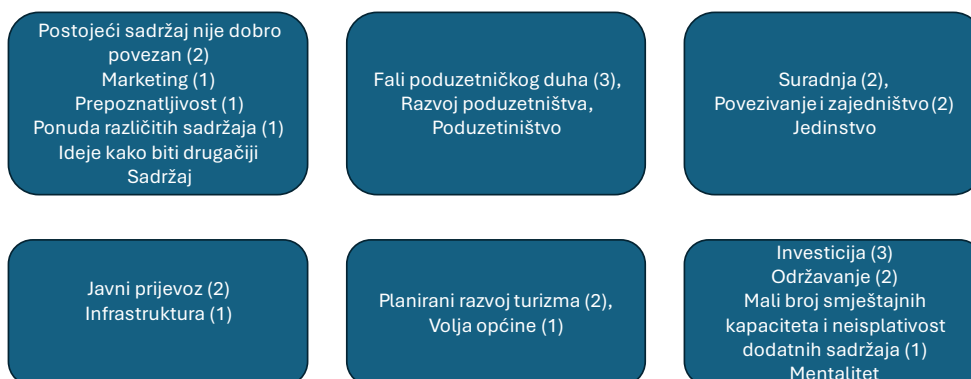 Postojeći sadržaj nije dobro
povezan (2)
Marketing (1)
Prepoznatljivost (1)
Ponuda različitih sadržaja (1)
Ideje kako biti drugačiji
Sadržaj
Fali poduzetničkog duha (3),
Razvoj poduzetništva,
Poduzetiništvo
Suradnja (2),
Povezivanje i zajedništvo (2)
Jedinstvo
Javni prijevoz (2)
Infrastruktura (1)
Planirani razvoj turizma (2),
Volja općine (1)
Investicija (3)
Održavanje (2)
Mali broj smještajnih
kapaciteta i neisplativost
dodatnih sadržaja (1)
Mentalitet